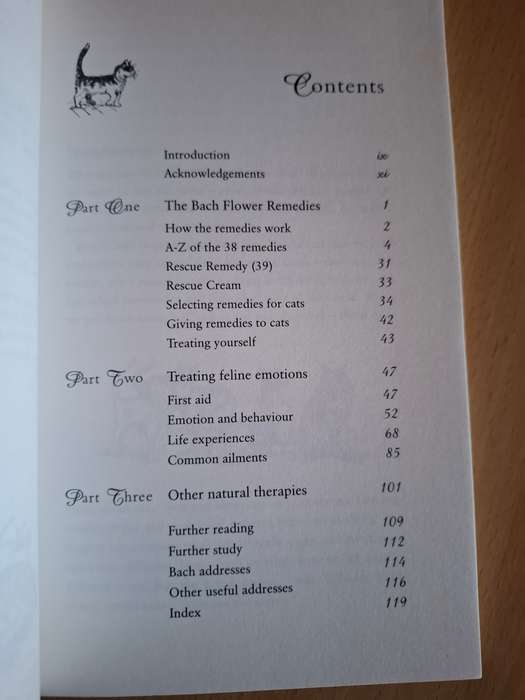 Contents
Introduction ix
Acknowledgements xi
Part One The Bach Flower Remedies 1
How the remedies work 2
A-Z of the 38 remedies 4
Rescue Remedy (39) 31
Rescue Cream 33
Selecting remedies for cats 34
Giving remedies to cats 42
Treating yourself 43
Part Two Treating feline emotions 47
First aid 47
Emotion and behaviour 52
Life experiences 68
Common ailments 85
Part Three Other natural therapies 101
Further reading 109
Further study 112
Bach addresses 114
Other useful addresses 116
Index 119